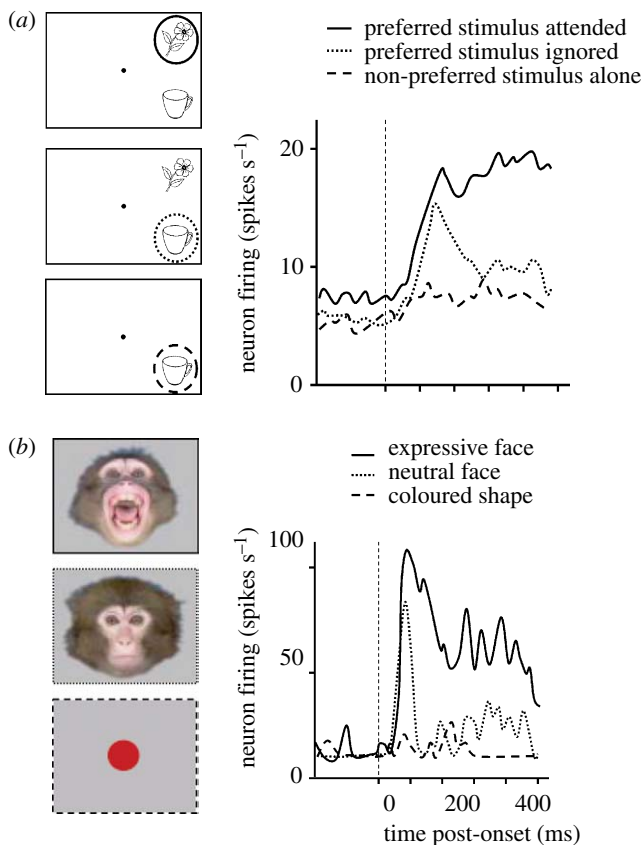 (a)
preferred stimulus attended
preferred stimulus ignored
non-preferred stimulus alone
neuron firing (spikes s⁻¹)
20
10
0
(b)
expressive face
neutral face
coloured shape
neuron firing (spikes s⁻¹)
100
50
0
0 200 400
time post-onset (ms)